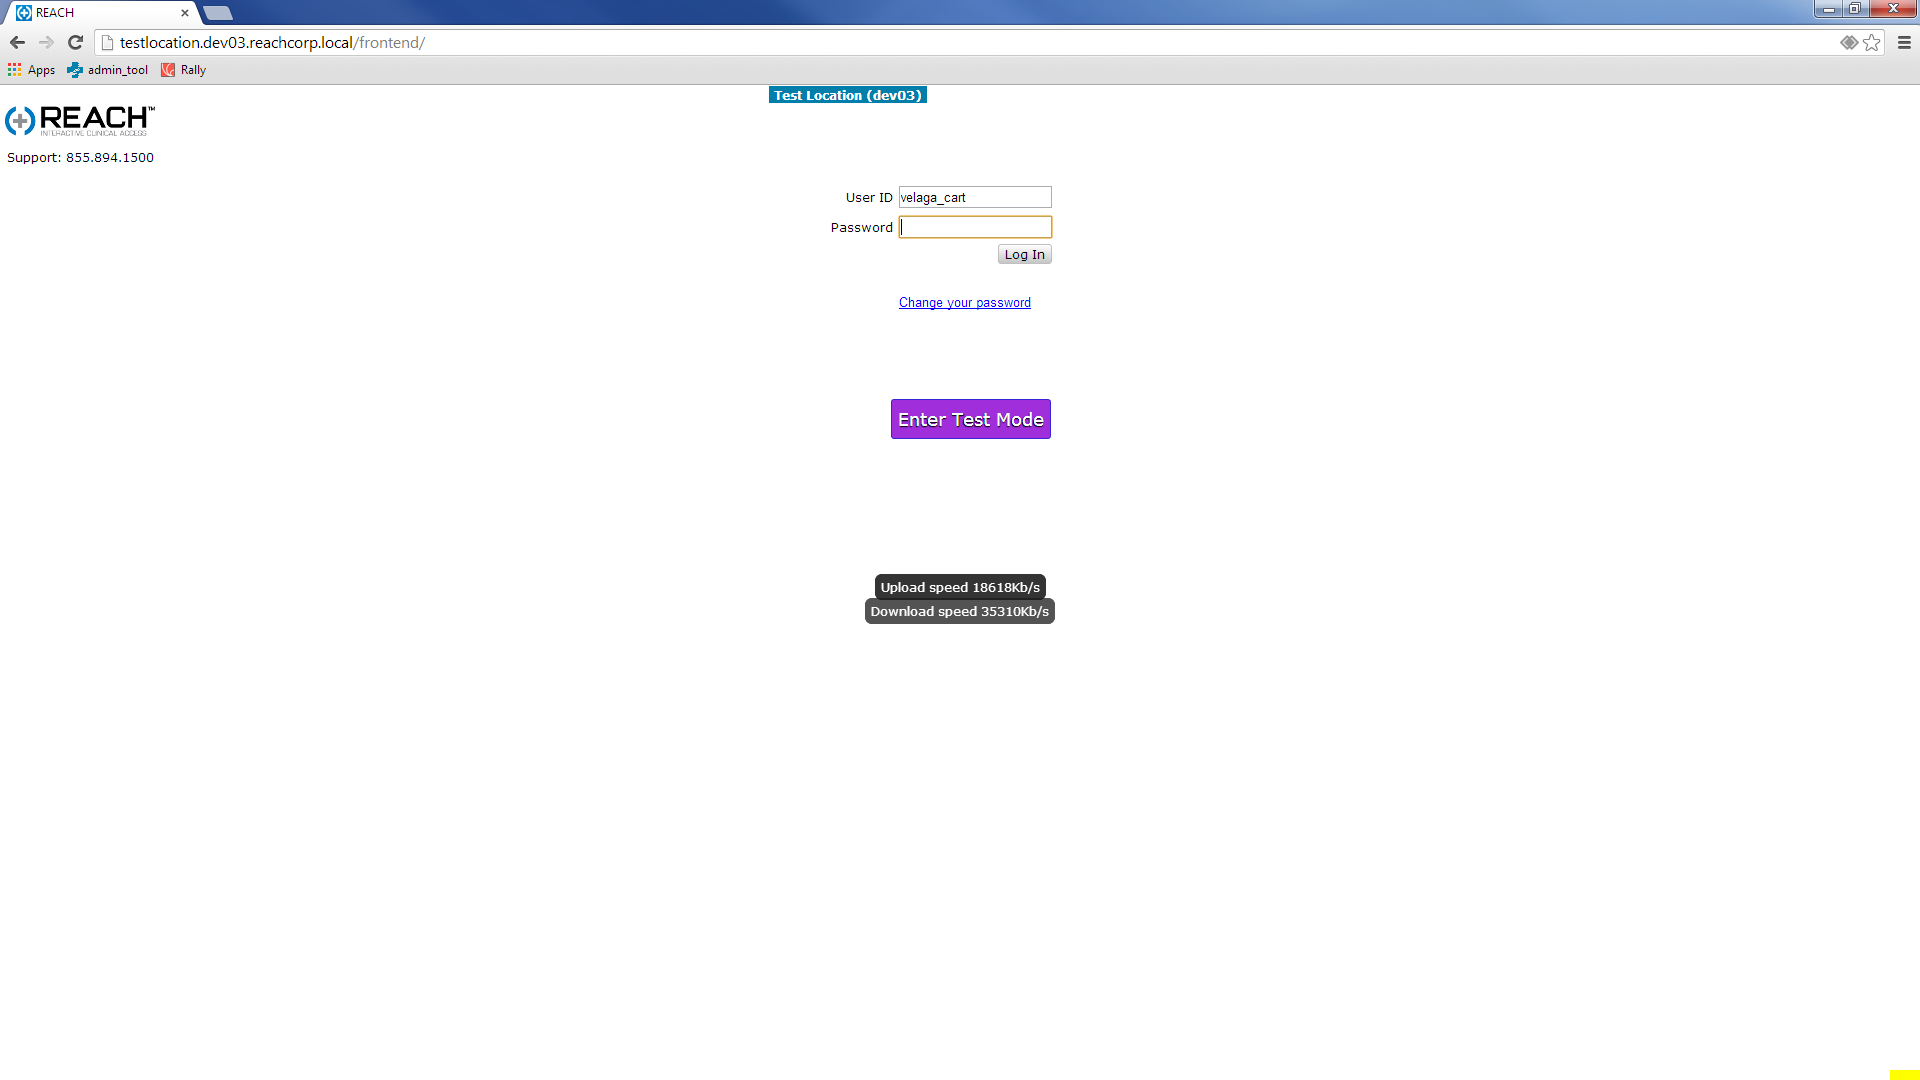 REACH
testlocation.dev03.reachcorp.local/frontend/
Apps admin_tool Rally
Test Location (dev03)
REACH™
INTERACTIVE CLINICAL ACCESS
Support: 855.894.1500
User ID velaga_cart
Password
Log In
Change your password
Enter Test Mode
Upload speed 18618Kb/s
Download speed 35310Kb/s